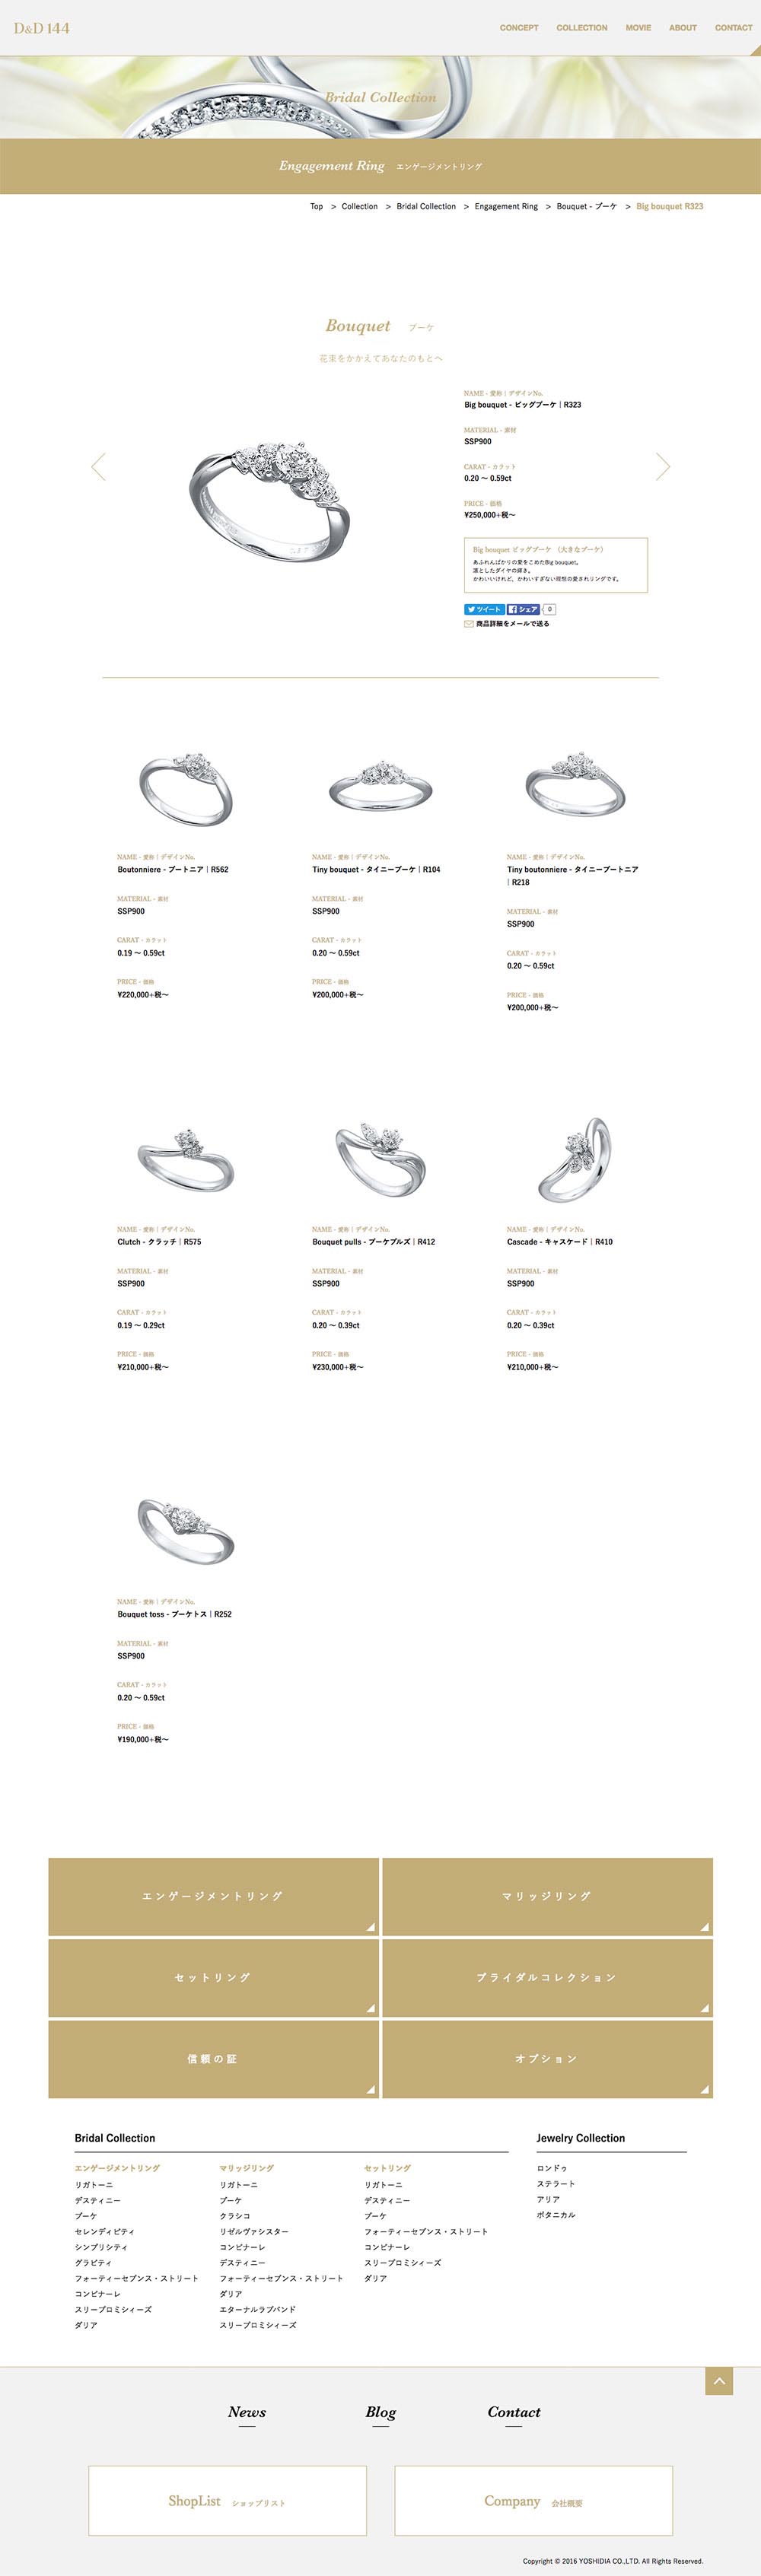 D&D 144
CONCEPT COLLECTION MOVIE ABOUT CONTACT
Bridal Collection
Engagement Ring エンゲージメントリング
Top > Collection > Bridal Collection > Engagement Ring > Bouquet - ブーケ > Big bouquet R323
Bouquet ブーケ
花束をかかえてあなたのもとへ
NAME - 愛称 | デザインNo.
Big bouquet - ビッグブーケ | R323
MATERIAL - 素材
SSP900
CARAT - カラット
0.20 〜 0.59ct
PRICE - 価格
¥250,000+税〜
Big bouquet ビッグブーケ （大きなブーケ）
あふれんばかりの愛をこめたBig bouquet。
凛としたダイヤの輝き。
かわいいけれど、かわいすぎない理想の愛されリングです。
ツイート シェア 0
商品詳細をメールで送る
NAME - 愛称 | デザインNo.
Boutonniere - ブートニア | R562
MATERIAL - 素材
SSP900
CARAT - カラット
0.19 〜 0.59ct
PRICE - 価格
¥220,000+税〜
NAME - 愛称 | デザインNo.
Tiny bouquet - タイニーブーケ | R104
MATERIAL - 素材
SSP900
CARAT - カラット
0.20 〜 0.59ct
PRICE - 価格
¥200,000+税〜
NAME - 愛称 | デザインNo.
Tiny boutonniere - タイニーブートニア
| R218
MATERIAL - 素材
SSP900
CARAT - カラット
0.20 〜 0.59ct
PRICE - 価格
¥200,000+税〜
NAME - 愛称 | デザインNo.
Clutch - クラッチ | R575
MATERIAL - 素材
SSP900
CARAT - カラット
0.19 〜 0.29ct
PRICE - 価格
¥210,000+税〜
NAME - 愛称 | デザインNo.
Bouquet pulls - ブーケプルズ | R412
MATERIAL - 素材
SSP900
CARAT - カラット
0.20 〜 0.39ct
PRICE - 価格
¥230,000+税〜
NAME - 愛称 | デザインNo.
Cascade - キャスケード | R410
MATERIAL - 素材
SSP900
CARAT - カラット
0.20 〜 0.39ct
PRICE - 価格
¥210,000+税〜
NAME - 愛称 | デザインNo.
Bouquet toss - ブーケトス | R252
MATERIAL - 素材
SSP900
CARAT - カラット
0.20 〜 0.59ct
PRICE - 価格
¥190,000+税〜
エンゲージメントリング
マリッジリング
セットリング
ブライダルコレクション
信頼の証
オプション
Bridal Collection
エンゲージメントリング
リガトーニ
デスティニー
ブーケ
セレンディピティ
シンプリシティ
グラビティ
フォーティーセブンス・ストリート
コンビナーレ
スリープロミシィーズ
ダリア
マリッジリング
リガトーニ
ブーケ
クラシコ
リゼルヴァシスター
コンビナーレ
デスティニー
フォーティーセブンス・ストリート
ダリア
エターナルラブバンド
スリープロミシィーズ
セットリング
リガトーニ
デスティニー
ブーケ
フォーティーセブンス・ストリート
コンビナーレ
スリープロミシィーズ
ダリア
Jewelry Collection
ロンドゥ
ステラート
アリア
ボタニカル
News Blog Contact
ShopList ショップリスト
Company 会社概要
Copyright © 2016 YOSHIDIA CO.,LTD. All Rights Reserved.